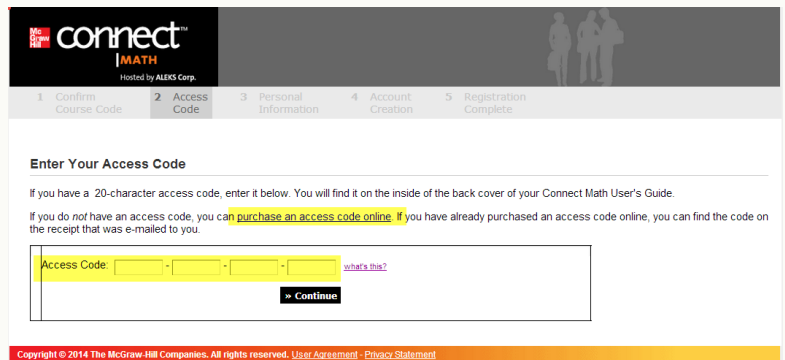 Mc
Graw
Hill
connect™
|MATH
Hosted by ALEKS Corp.
1 Confirm Course Code
2 Access Code
3 Personal Information
4 Account Creation
5 Registration Complete
Enter Your Access Code
If you have a 20-character access code, enter it below. You will find it on the inside of the back cover of your Connect Math User's Guide.
If you do not have an access code, you can purchase an access code online. If you have already purchased an access code online, you can find the code on
the receipt that was e-mailed to you.
Access Code: - - - what's this?
» Continue
Copyright © 2014 The McGraw-Hill Companies. All rights reserved. User Agreement - Privacy Statement